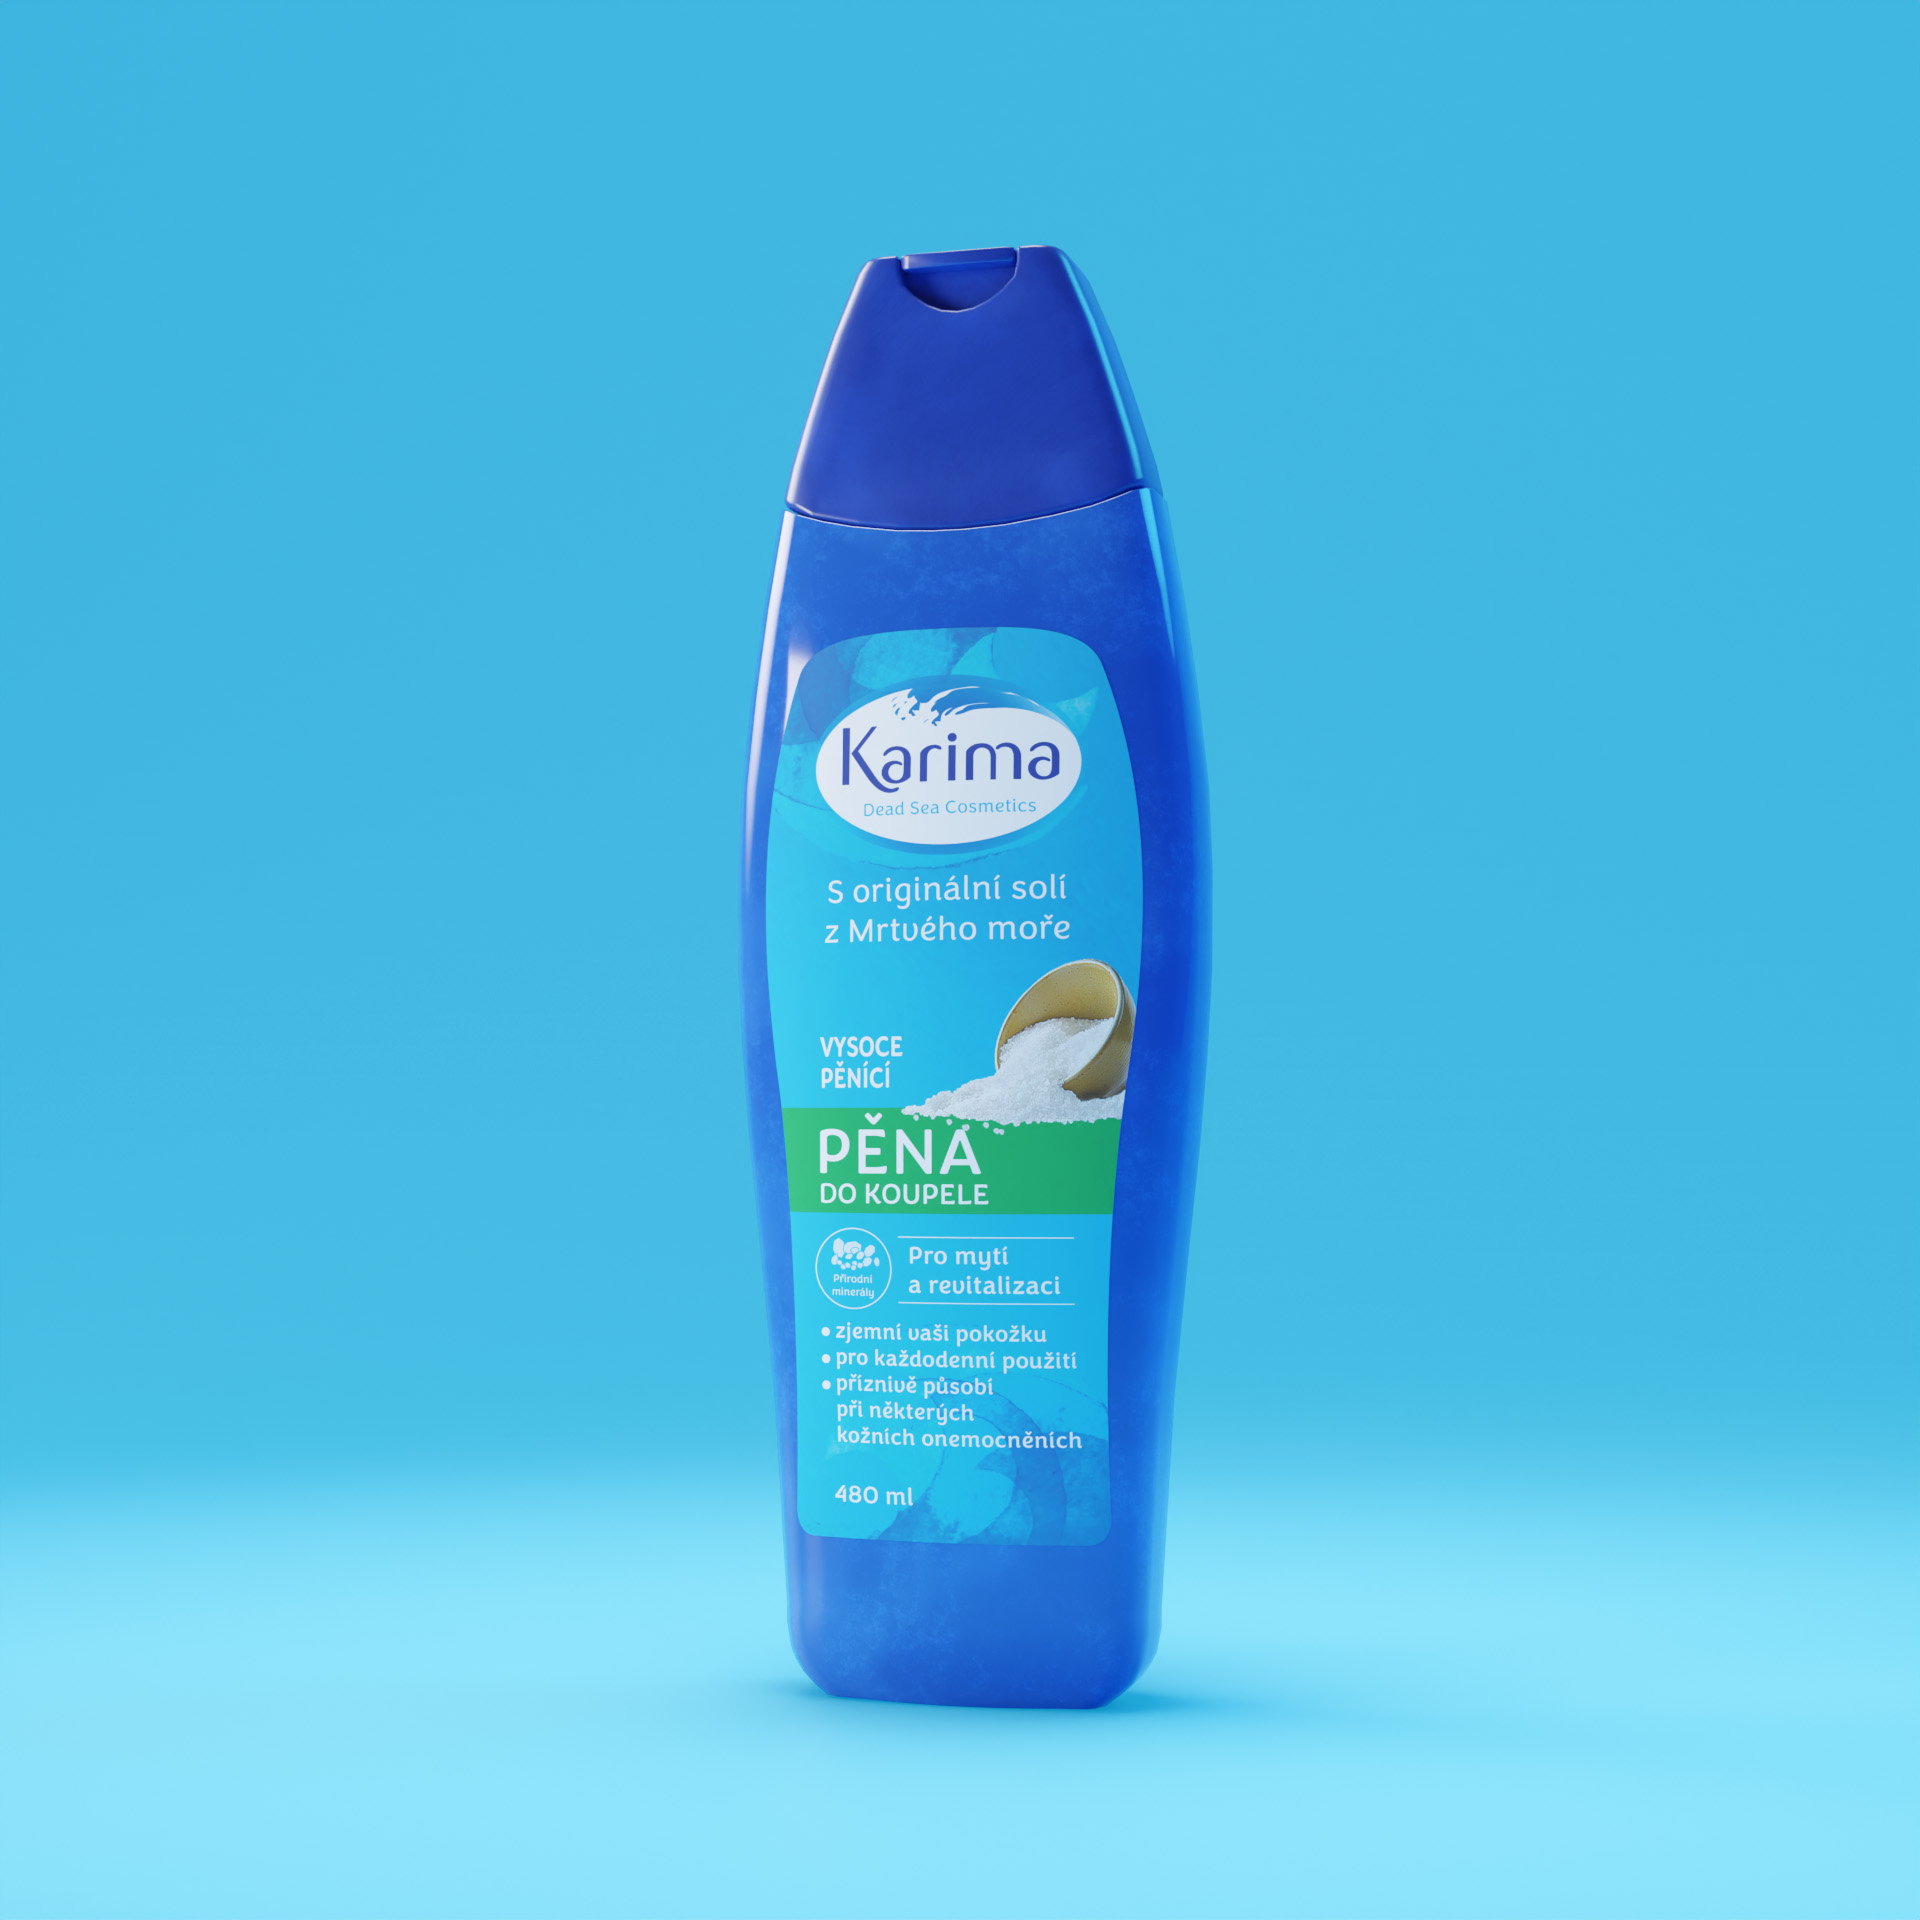 Karima
Dead Sea Cosmetics
S originální solí
z Mrtvého moře
VYSOCE
PĚNÍCÍ
PĚNA
DO KOUPELE
Přírodní
minerály
Pro mytí
a revitalizaci
• zjemní vaši pokožku
• pro každodenní použití
• příznivě působí
při některých
kožních onemocněních
480 ml